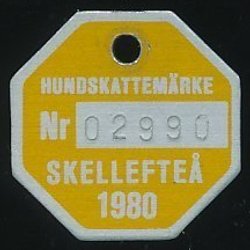 HUNDSKATTEMÄRKE
Nr 02990
SKELLEFTEÅ
1980